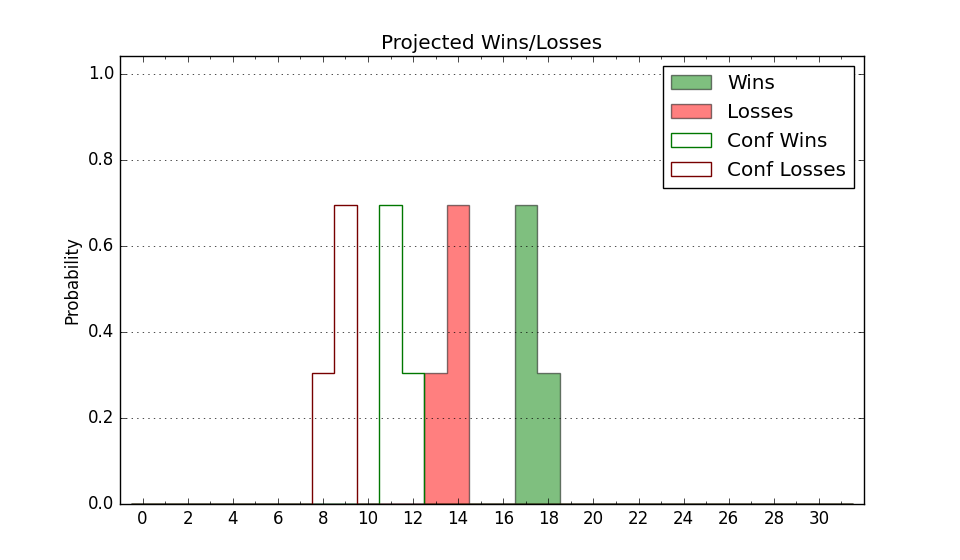 Projected Wins/Losses
Probability
1.0
0.8
0.6
0.4
0.2
0.0
Wins
Losses
Conf Wins
Conf Losses
0 2 4 6 8 10 12 14 16 18 20 22 24 26 28 30